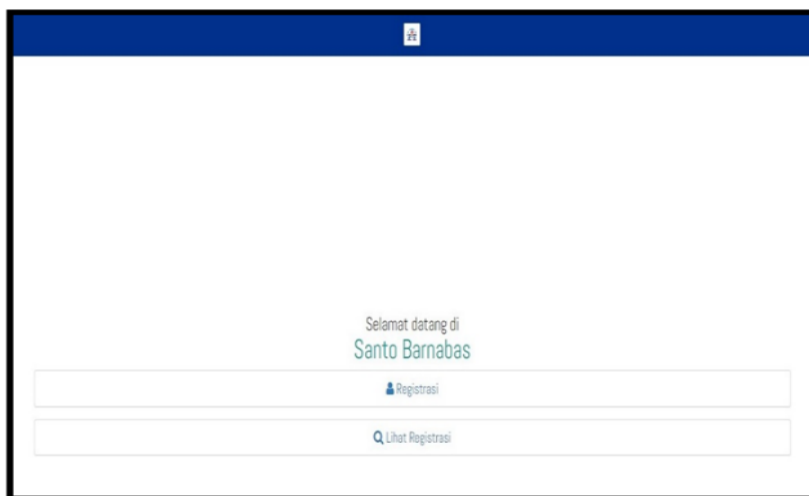 Selamat datang di
Santo Barnabas
Registrasi
Lihat Registrasi